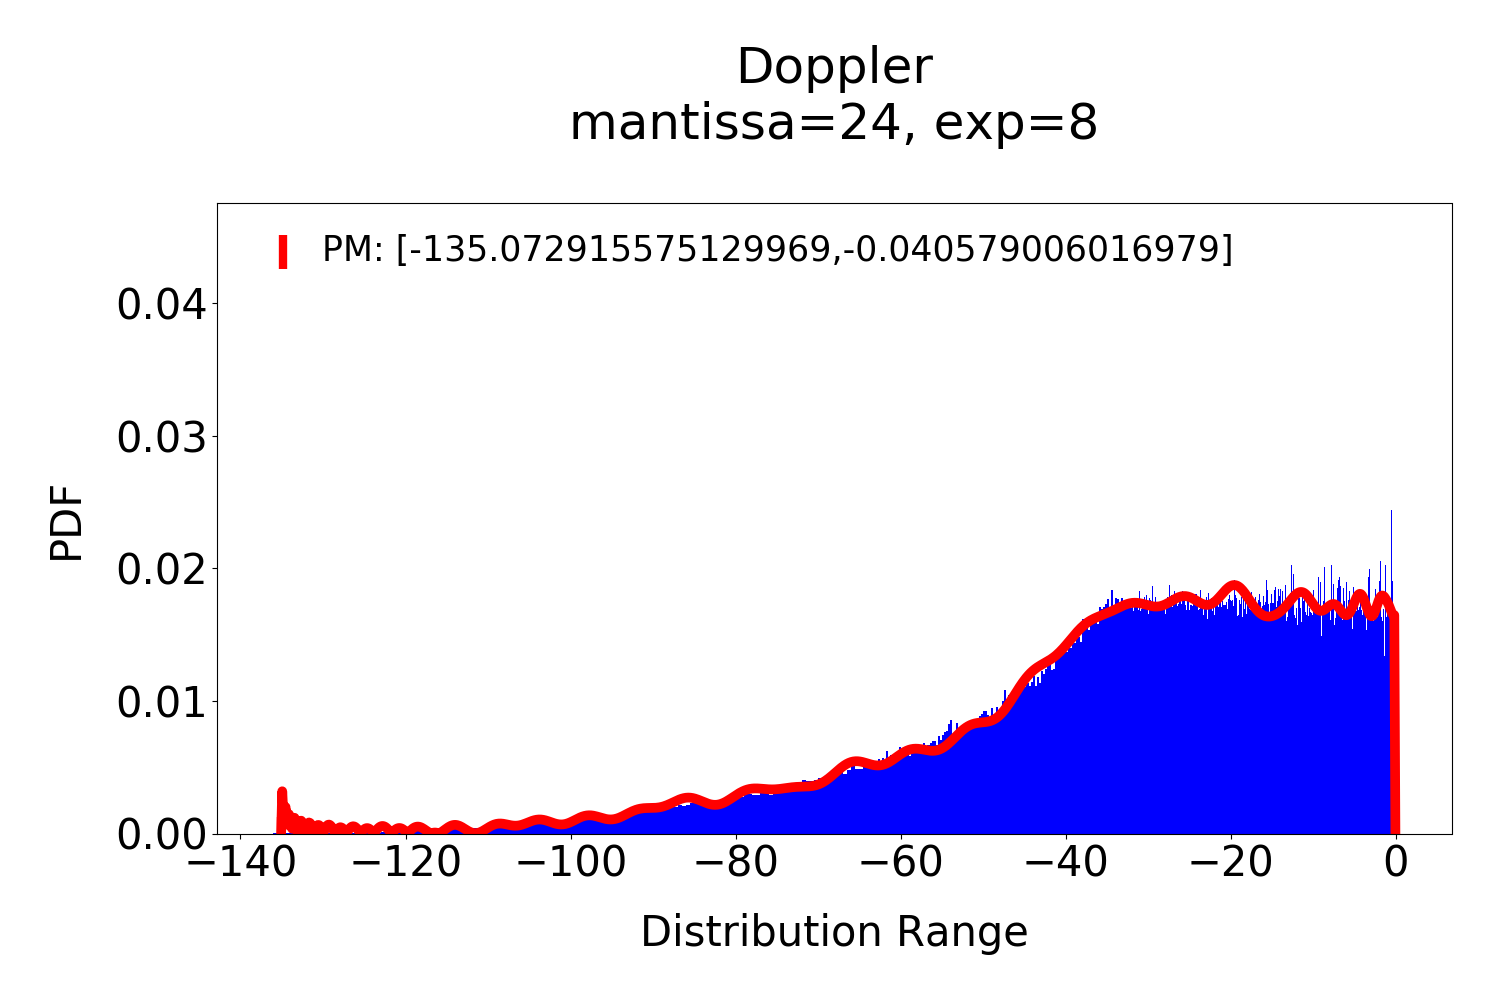 Doppler
mantissa=24, exp=8
PM: [-135.072915575129969,-0.040579006016979]
0.04
0.03
0.02
0.01
0.00
PDF
−140 −120 −100 −80 −60 −40 −20 0
Distribution Range